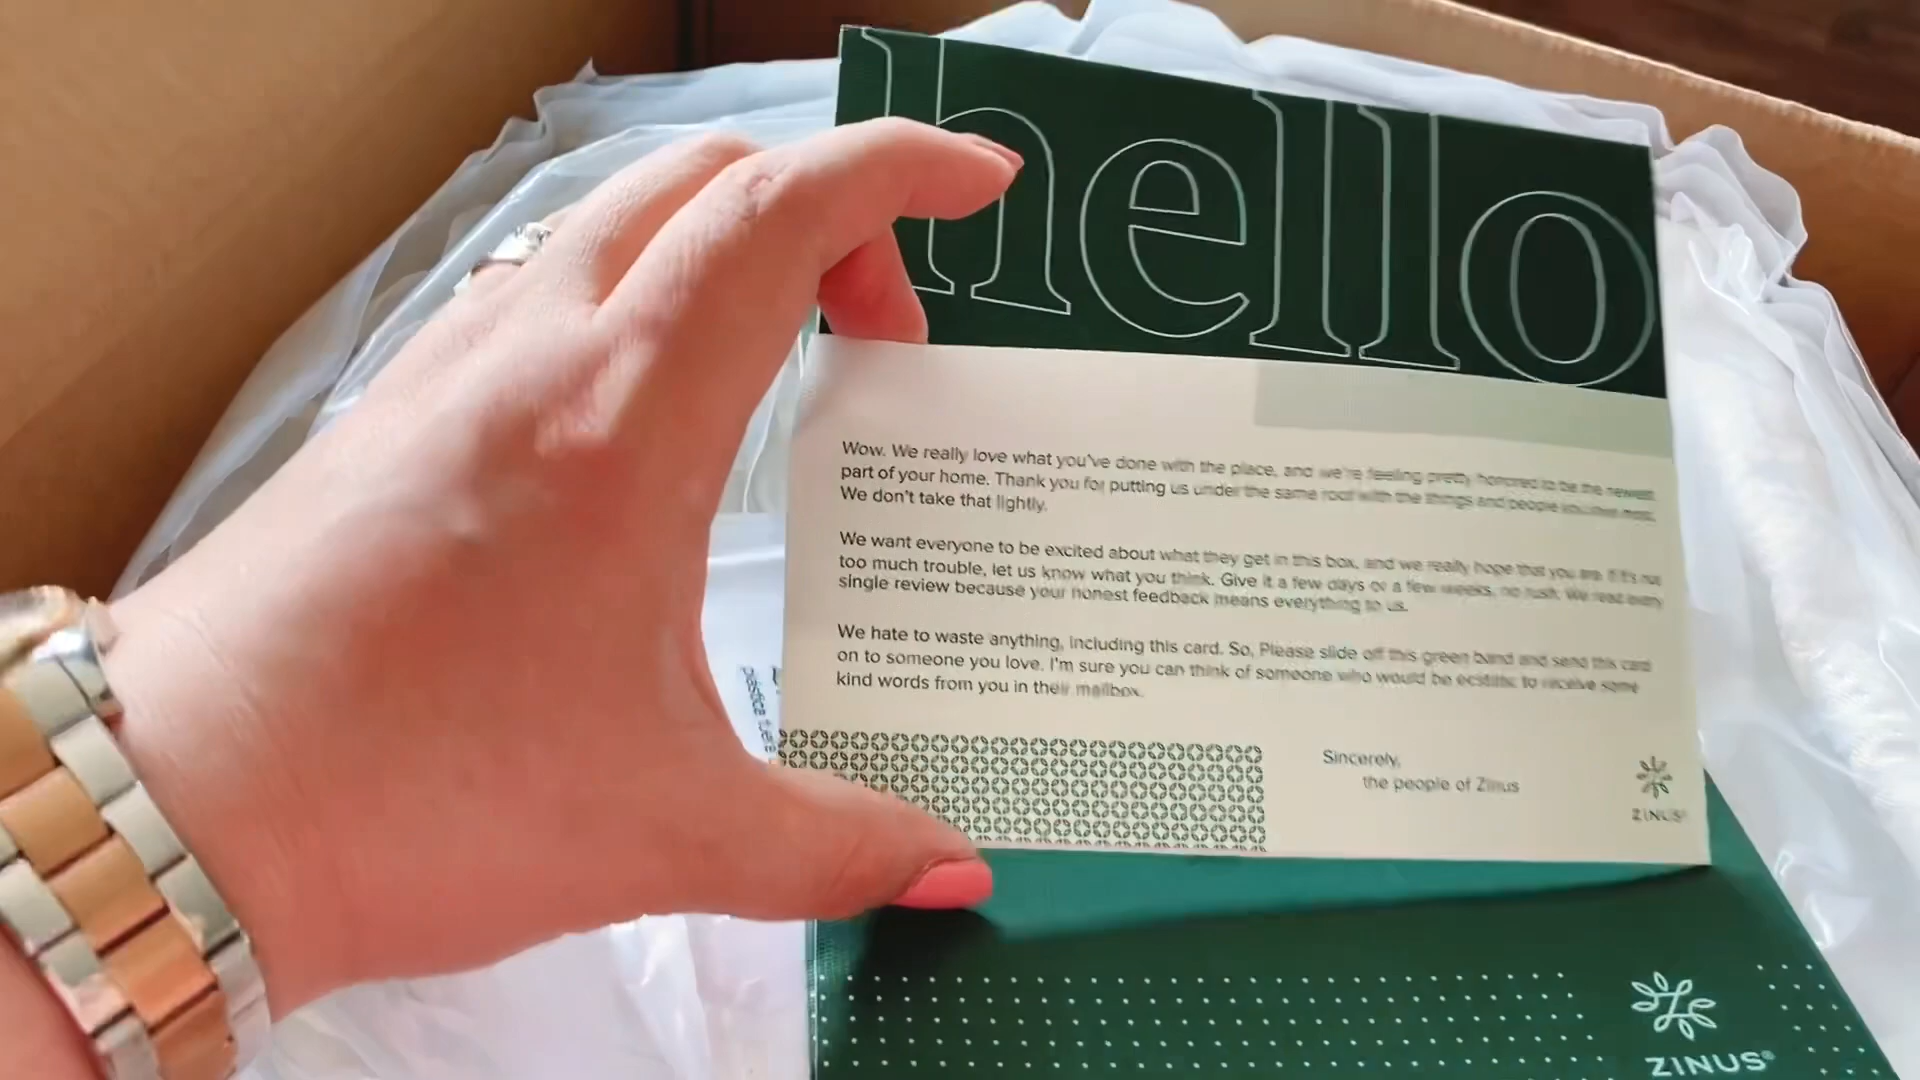 hello
Wow. We really love what you've done with the place, and we're feeling pretty honored to be the newest
part of your home. Thank you for putting us under the same roof with the things and people you love most.
We don't take that lightly.
We want everyone to be excited about what they get in this box, and we really hope that you are. If it's not
too much trouble, let us know what you think. Give it a few days or a few weeks, no rush. We read every
single review because your honest feedback means everything to us.
We hate to waste anything, including this card. So, Please slide off this green band and send this card
on to someone you love. I'm sure you can think of someone who would be ecstatic to receive some
kind words from you in their mailbox.
Sincerely,
the people of Zinus
ZINUS®
plástica fuera
ZINUS®